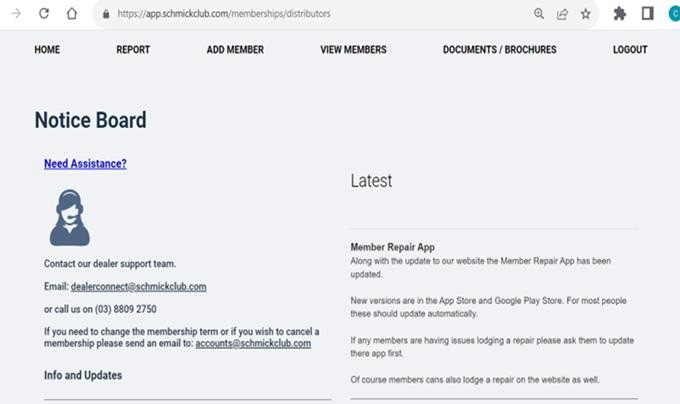 https://app.schmickclub.com/memberships/distributors
C
HOME REPORT ADD MEMBER VIEW MEMBERS DOCUMENTS / BROCHURES LOGOUT
Notice Board
Need Assistance?
Contact our dealer support team.
Email: dealerconnect@schmickclub.com
or call us on (03) 8809 2750
If you need to change the membership term or if you wish to cancel a
membership please send an email to: accounts@schmickclub.com
Info and Updates
Latest
Member Repair App
Along with the update to our website the Member Repair App has been
updated.
New versions are in the App Store and Google Play Store. For most people
these should update automatically.
If any members are having issues lodging a repair please ask them to update
there app first.
Of course members cans also lodge a repair on the website as well.